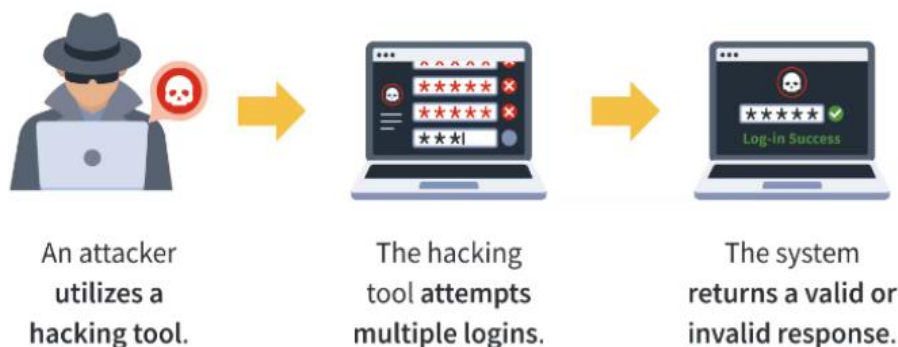 *****
*****
*****
***
*****
Log-in Success
An attacker
utilizes a
hacking tool.
The hacking
tool attempts
multiple logins.
The system
returns a valid or
invalid response.